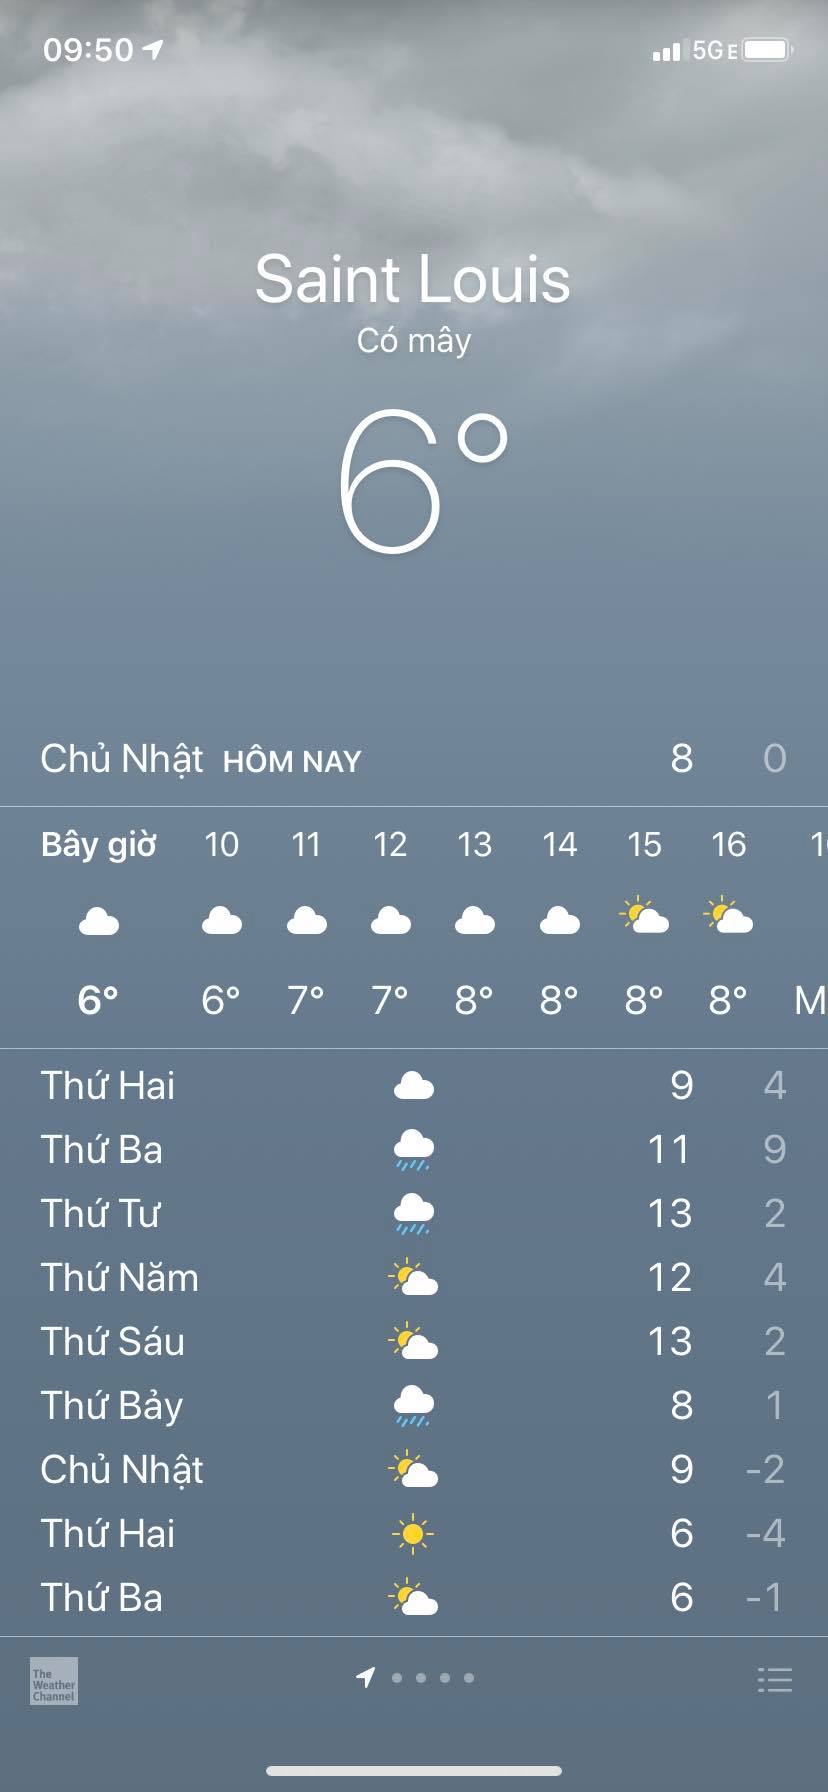 09:50 5G E
Saint Louis
Có mây
6°
Chủ Nhật HÔM NAY 8 0
Bây giờ 10 11 12 13 14 15 16
6° 6° 7° 7° 8° 8° 8° 8° M
Thứ Hai 9 4
Thứ Ba 11 9
Thứ Tư 13 2
Thứ Năm 12 4
Thứ Sáu 13 2
Thứ Bảy 8 1
Chủ Nhật 9 -2
Thứ Hai 6 -4
Thứ Ba 6 -1
The
Weather
Channel